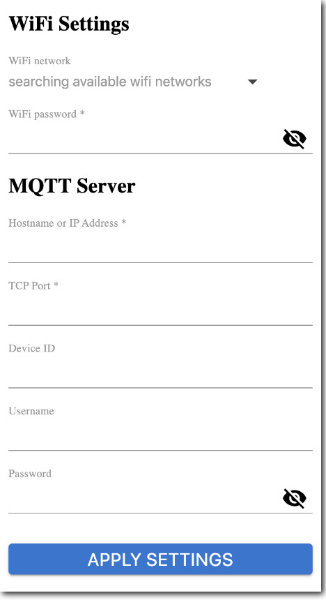 WiFi Settings
WiFi network
searching available wifi networks
WiFi password *
MQTT Server
Hostname or IP Address *
TCP Port *
Device ID
Username
Password
APPLY SETTINGS